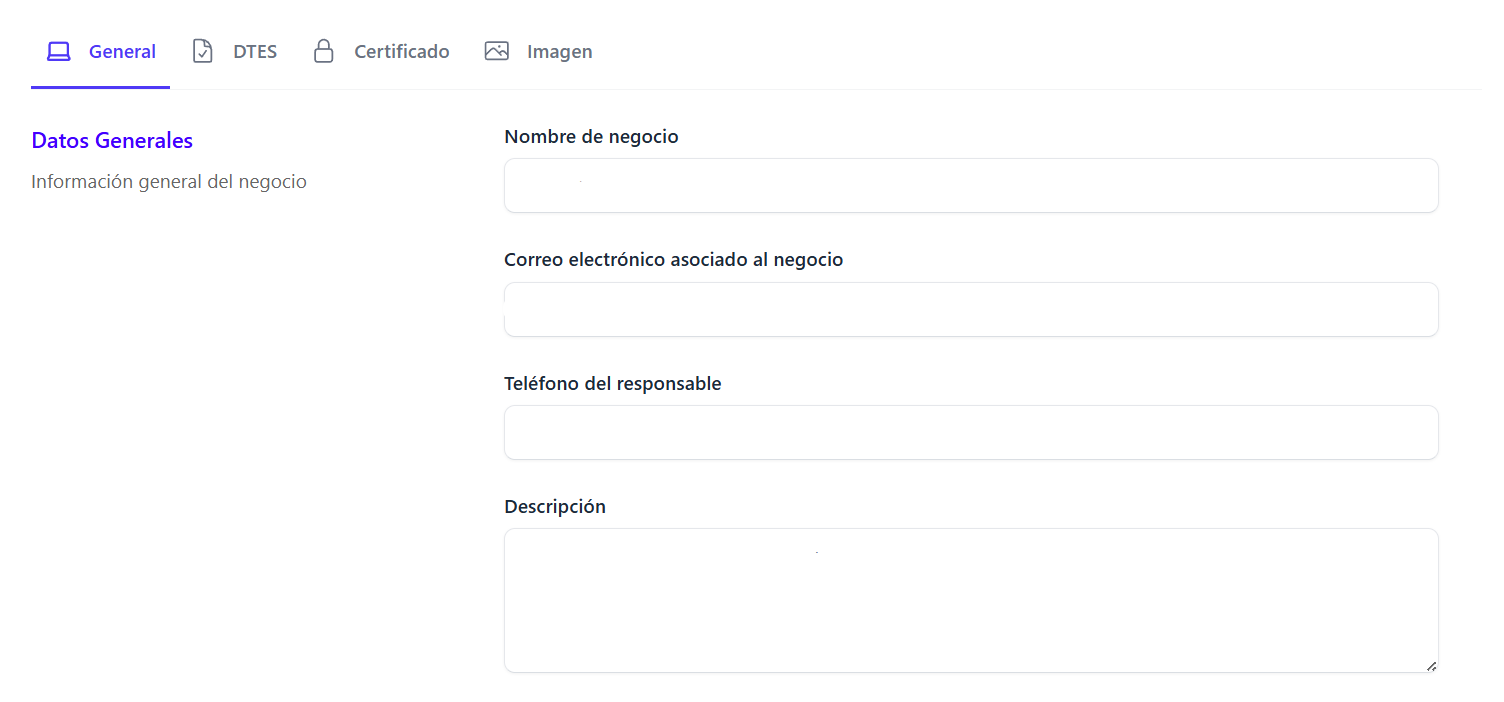 General DTES Certificado Imagen
Datos Generales
Información general del negocio
Nombre de negocio
Correo electrónico asociado al negocio
Teléfono del responsable
Descripción